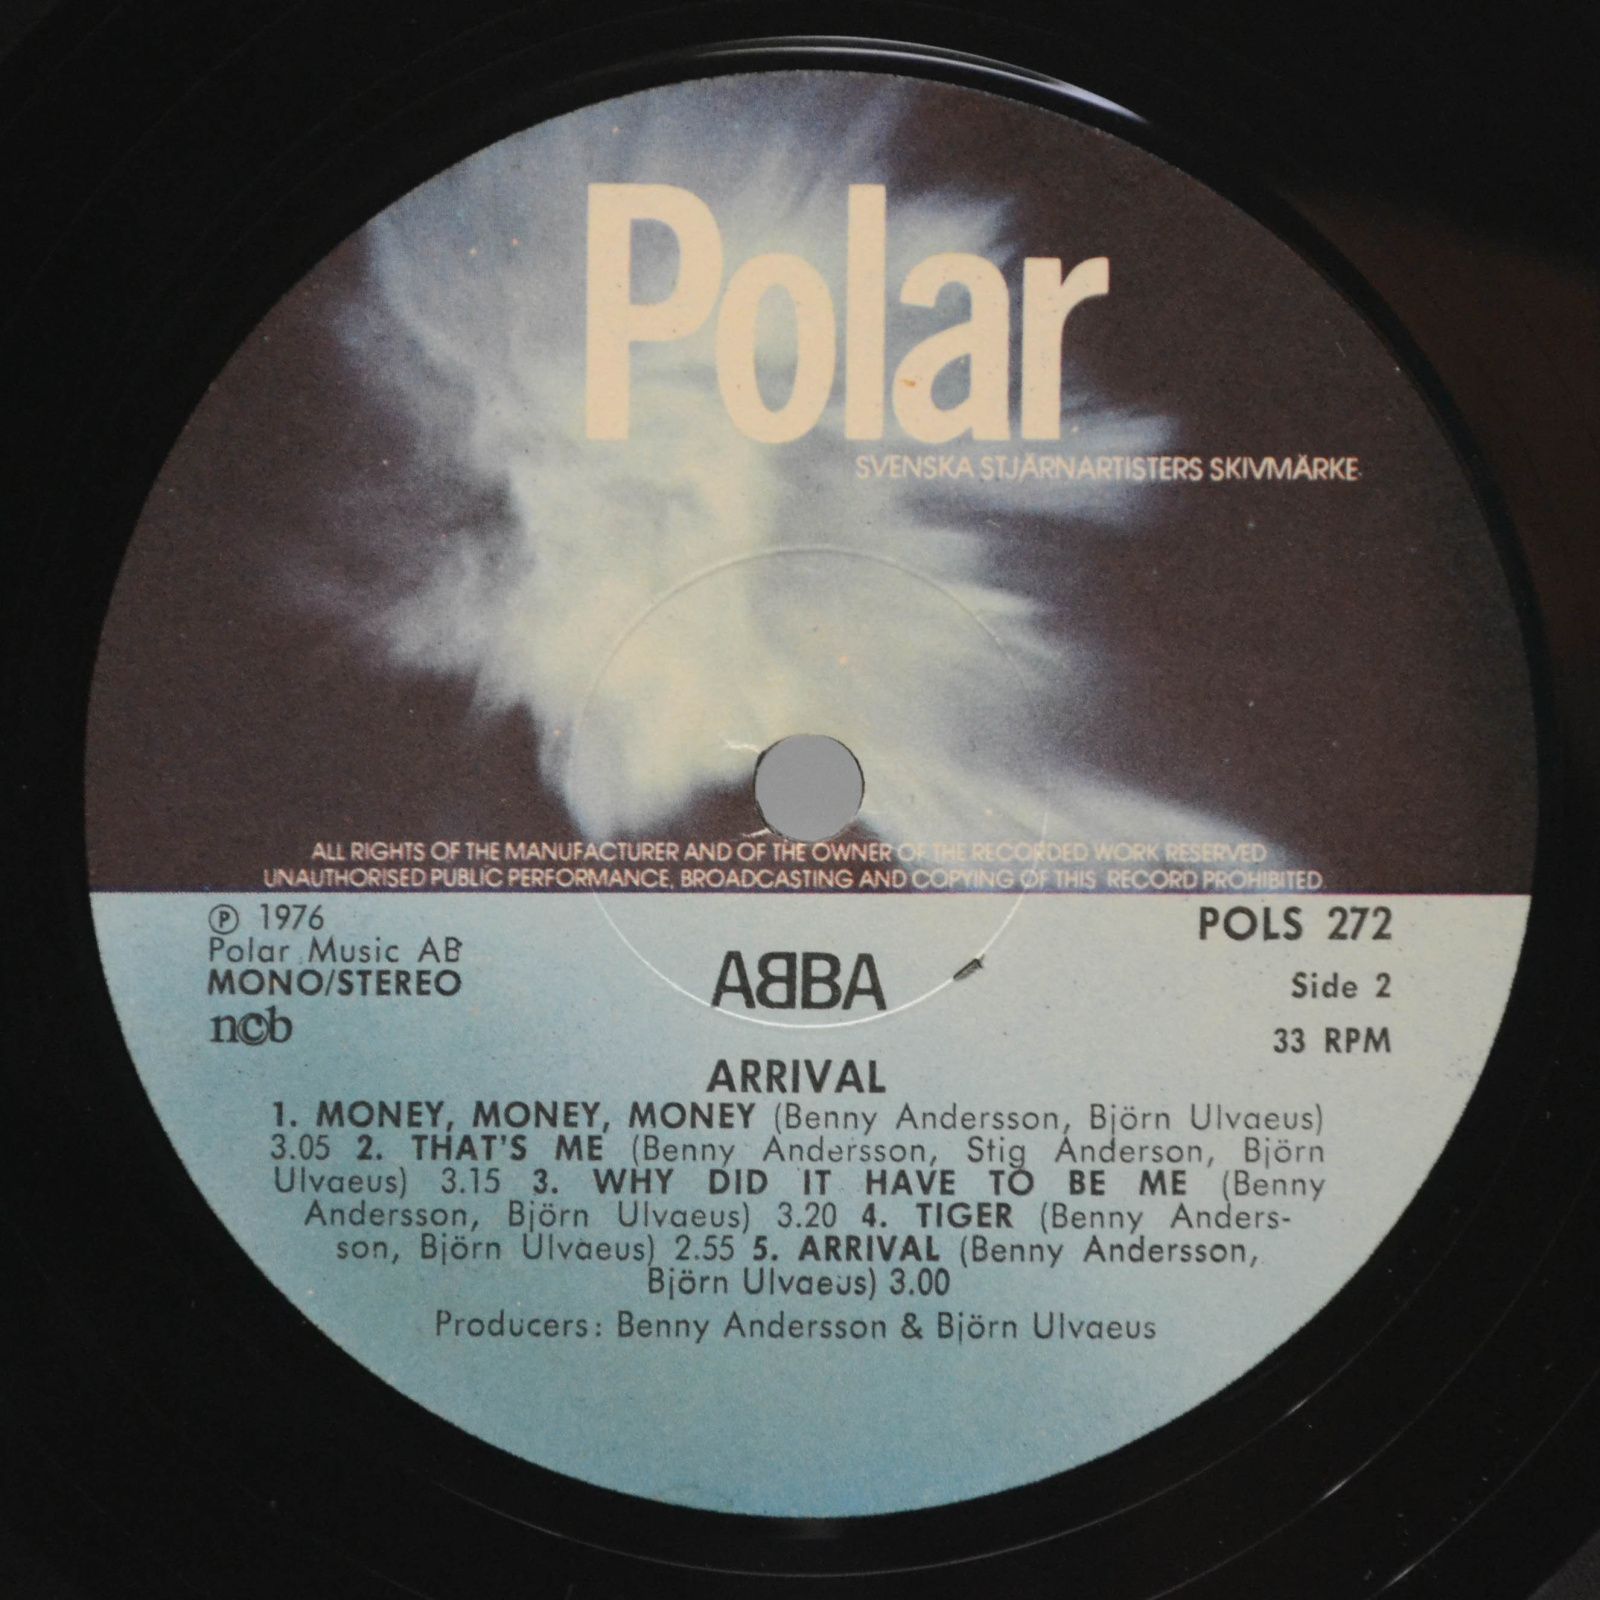 Polar
SVENSKA STJÄRNARTISTERS SKIVMÄRKE
ALL RIGHTS OF THE MANUFACTURER AND OF THE OWNER OF THE RECORDED WORK RESERVED
UNAUTHORISED PUBLIC PERFORMANCE, BROADCASTING AND COPYING OF THIS RECORD PROHIBITED
℗ 1976
Polar Music AB
MONO/STEREO
ncb
POLS 272
Side 2
33 RPM
ABBA
ARRIVAL
1. MONEY, MONEY, MONEY (Benny Andersson, Björn Ulvaeus)
3.05 2. THAT'S ME (Benny Andersson, Stig Anderson, Björn
Ulvaeus) 3.15 3. WHY DID IT HAVE TO BE ME (Benny
Andersson, Björn Ulvaeus) 3.20 4. TIGER (Benny Anders-
son, Björn Ulvaeus) 2.55 5. ARRIVAL (Benny Andersson,
Björn Ulvaeus) 3.00
Producers: Benny Andersson & Björn Ulvaeus